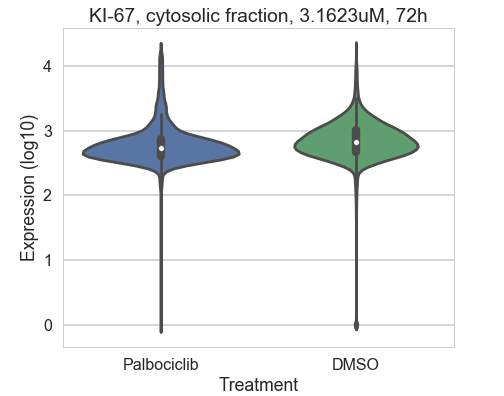 KI-67, cytosolic fraction, 3.1623uM, 72h
Expression (log10)
4
3
2
1
0
Palbociclib DMSO
Treatment